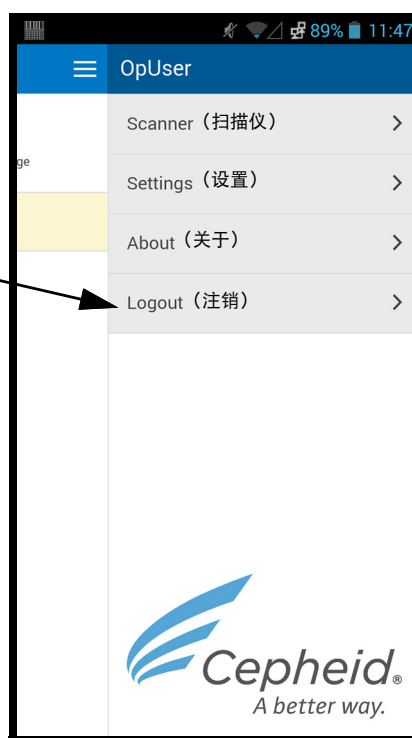 89% 11:47
OpUser
Scanner（扫描仪）
ge
Settings（设置）
About（关于）
Logout（注销）
Cepheid®
A better way.